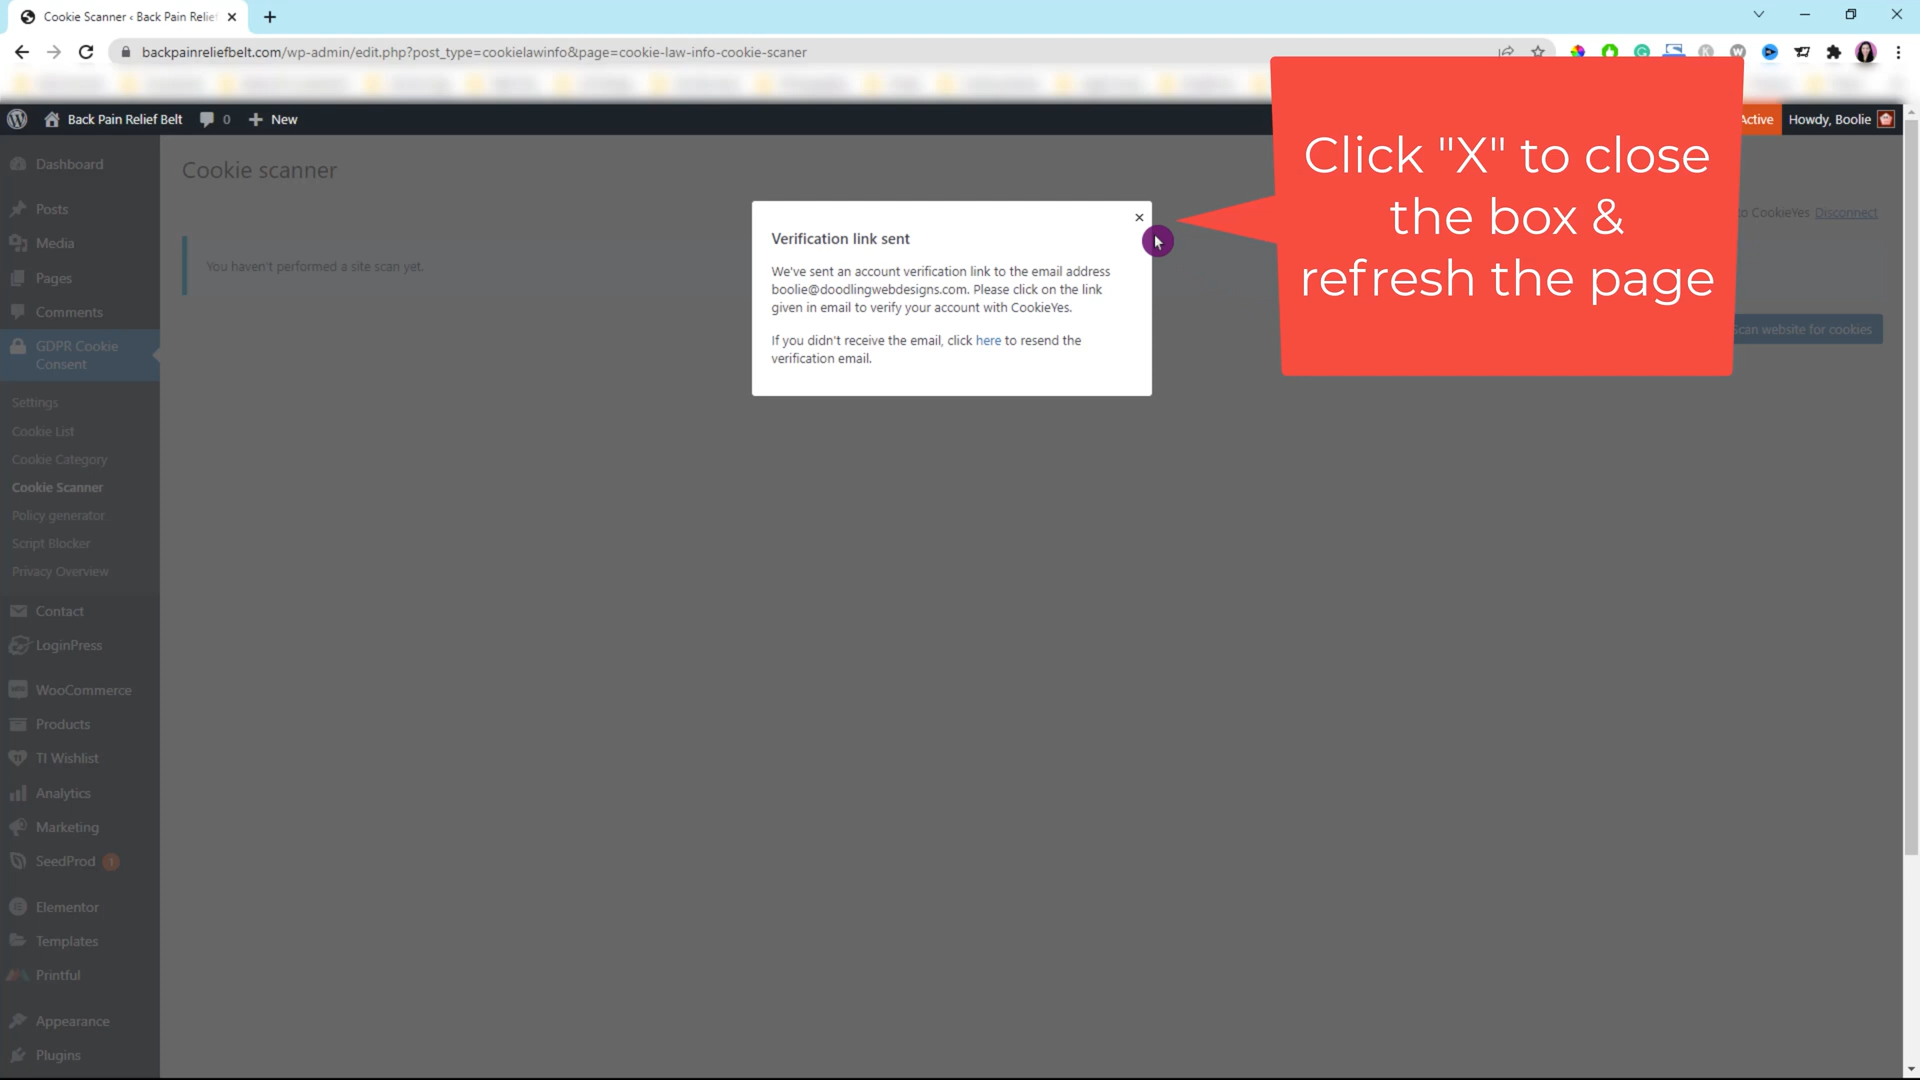 Cookie Scanner ‹ Back Pain Relief
backpainreliefbelt.com/wp-admin/edit.php?post_type=cookielawinfo&page=cookie-law-info-cookie-scaner
Back Pain Relief Belt
0
New
Active
Howdy, Boolie
Click "X" to close
the box &
refresh the page
Dashboard
Posts
Media
Pages
Comments
GDPR Cookie
Consent
Settings
Cookie List
Cookie Category
Cookie Scanner
Policy generator
Script Blocker
Privacy Overview
Contact
LoginPress
WooCommerce
Products
TI Wishlist
Analytics
Marketing
SeedProd 1
Elementor
Templates
Printful
Appearance
Plugins
Cookie scanner
to CookieYes Disconnect
You haven't performed a site scan yet.
Scan website for cookies
Verification link sent
We've sent an account verification link to the email address
boolie@doodlingwebdesigns.com. Please click on the link
given in email to verify your account with CookieYes.
If you didn't receive the email, click here to resend the
verification email.